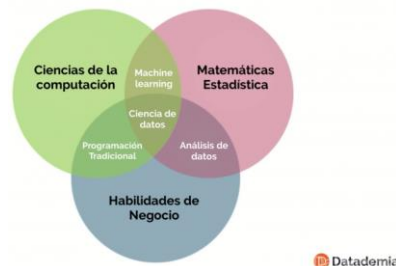 Ciencias de la
computación
Machine
learning
Matemáticas
Estadística
Ciencia de
datos
Programación
Tradicional
Análisis de
datos
Habilidades de
Negocio
Datademia